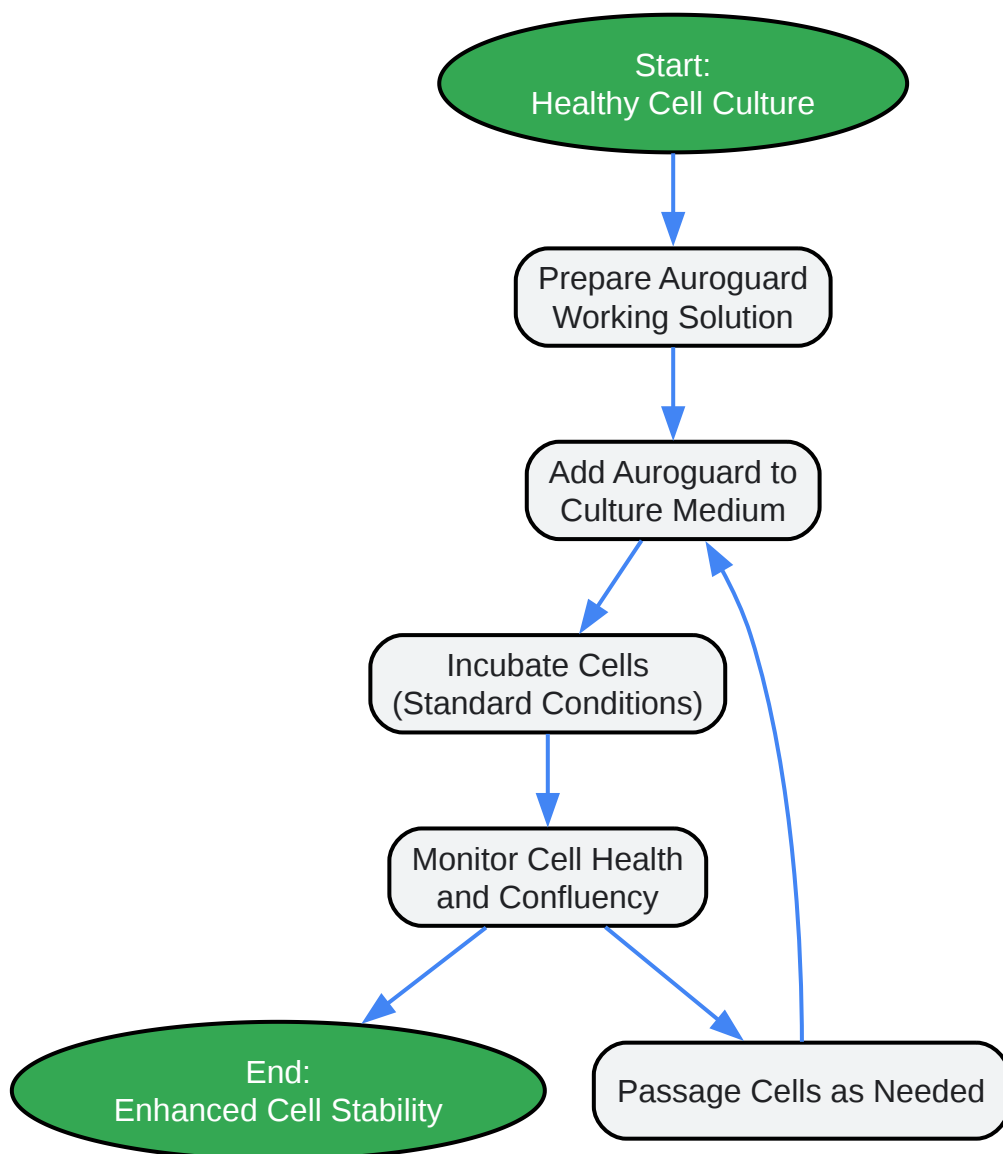 Start:
Healthy Cell Culture
Prepare Auroguard
Working Solution
Add Auroguard to
Culture Medium
Incubate Cells
(Standard Conditions)
Monitor Cell Health
and Confluency
End:
Enhanced Cell Stability
Passage Cells as Needed